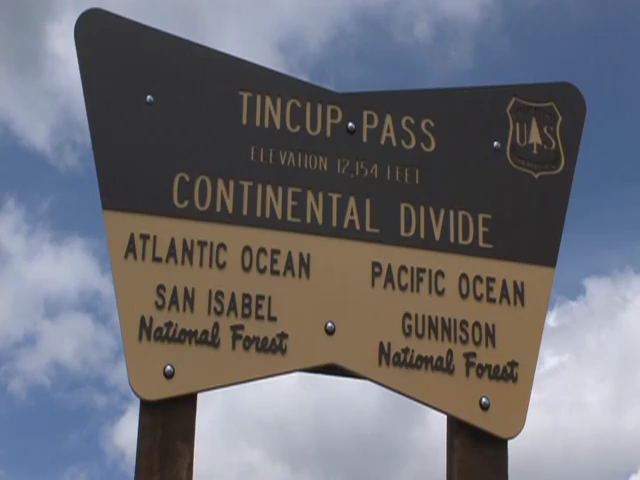 TINCUP PASS
ELEVATION 12,154 FEET
CONTINENTAL DIVIDE
ATLANTIC OCEAN
SAN ISABEL
National Forest
PACIFIC OCEAN
GUNNISON
National Forest
U S